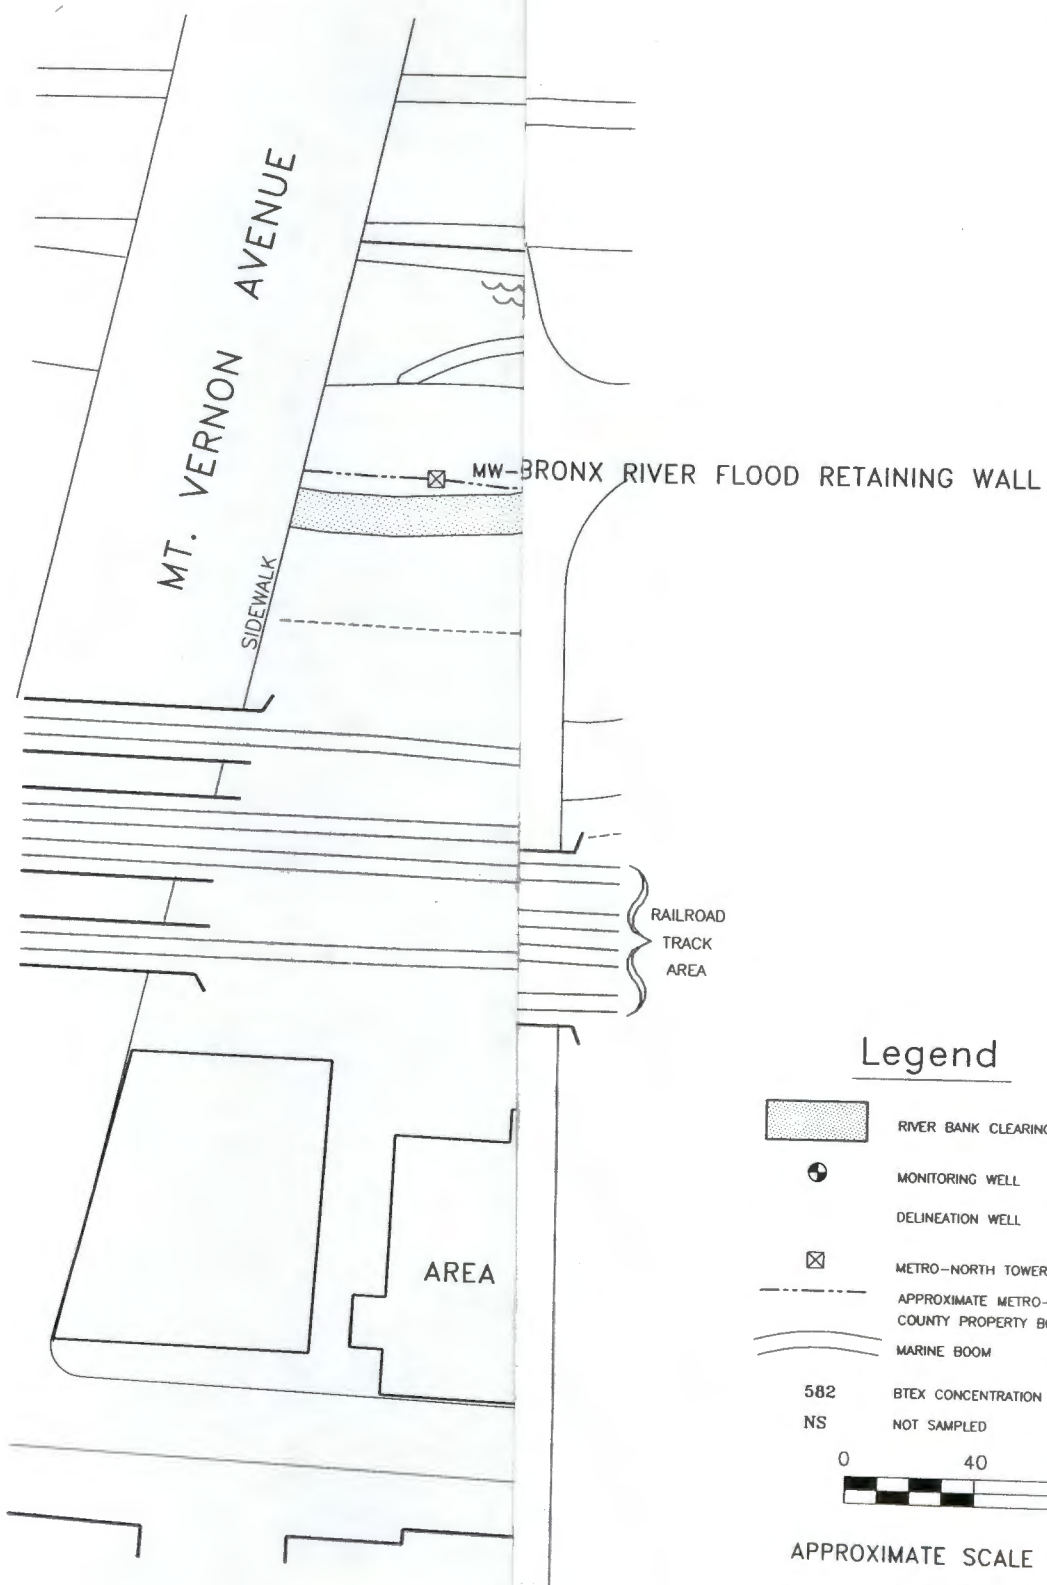 MT. VERNON AVENUE
SIDEWALK
MW-
BRONX RIVER FLOOD RETAINING WALL
RAILROAD
TRACK
AREA
AREA
Legend
RIVER BANK CLEARING
MONITORING WELL
DELINEATION WELL
METRO-NORTH TOWER
APPROXIMATE METRO-
COUNTY PROPERTY
MARINE BOOM
582 BTEX CONCENTRATION
NS NOT SAMPLED
0 40
APPROXIMATE SCALE